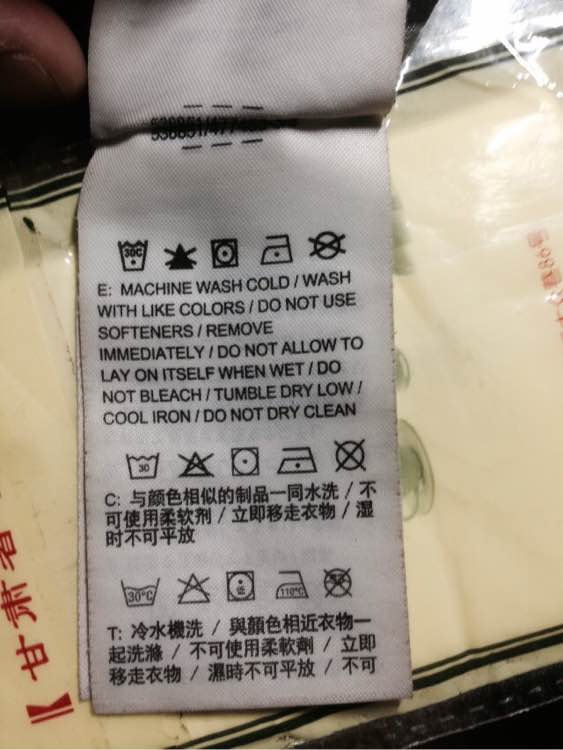 30C
E: MACHINE WASH COLD / WASH
WITH LIKE COLORS / DO NOT USE
SOFTENERS / REMOVE
IMMEDIATELY / DO NOT ALLOW TO
LAY ON ITSELF WHEN WET / DO
NOT BLEACH / TUMBLE DRY LOW /
COOL IRON / DO NOT DRY CLEAN
30
C: 与颜色相似的制品一同水洗 / 不
可使用柔软剂 / 立即移走衣物 / 湿
时不可平放
30°C 低 110°C
T: 冷水機洗 / 與顏色相近衣物一
起洗滌 / 不可使用柔軟劑 / 立即
移走衣物 / 濕時不可平放 / 不可
甘肃省